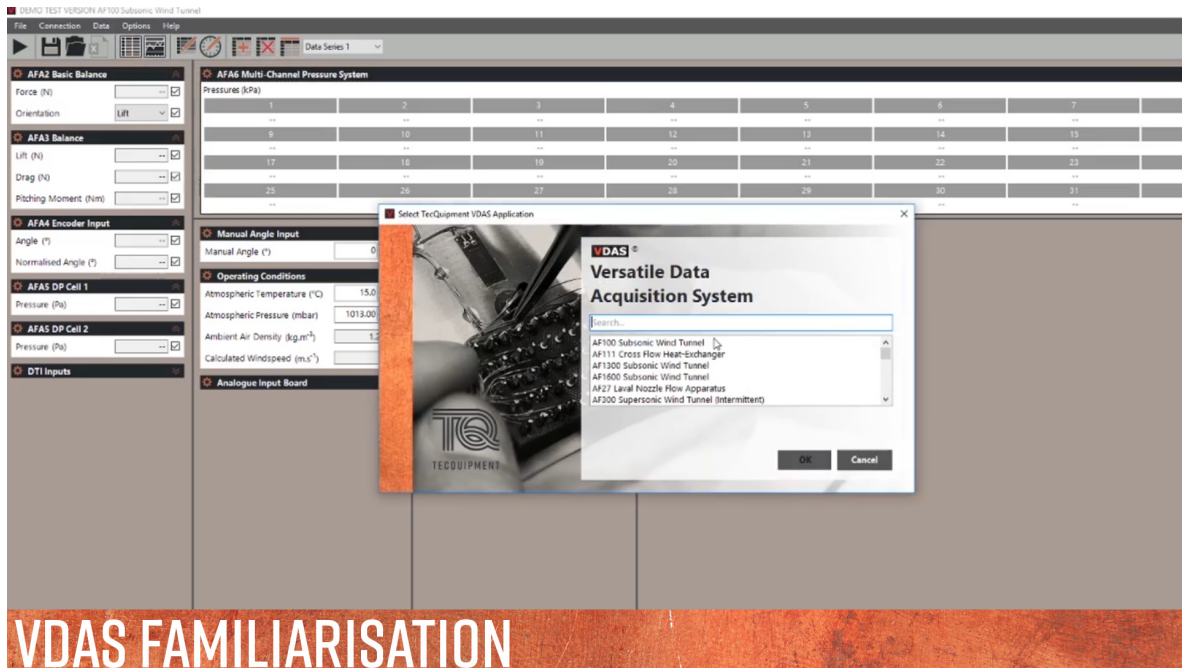 DEMO TEST VERSION AF100 Subsonic Wind Tunnel
File Connection Data Options Help
Data Series 1
AFA2 Basic Balance
Force (N) --
Orientation Lift
AFA3 Balance
Lift (N) --
Drag (N) --
Pitching Moment (Nm) --
AFA4 Encoder Input
Angle (°) --
Normalised Angle (°) --
AFA5 DP Cell 1
Pressure (Pa) --
AFA5 DP Cell 2
Pressure (Pa) --
DTI Inputs
AFA6 Multi-Channel Pressure System
Pressures (kPa)
1 2 3 4 5 6 7
-- -- -- -- -- -- --
9 10 11 12 13 14 15
-- -- -- -- -- -- --
17 18 19 20 21 22 23
-- -- -- -- -- -- --
25 26 27 28 29 30 31
-- -- --
Manual Angle Input
Manual Angle (°) 0
Operating Conditions
Atmospheric Temperature (°C) 15.0
Atmospheric Pressure (mbar) 1013.00
Ambient Air Density (kg.m⁻³) 1.2
Calculated Windspeed (m.s⁻¹)
Analogue Input Board
Select TecQuipment VDAS Application
VDAS ®
Versatile Data
Acquisition System
Search...
AF100 Subsonic Wind Tunnel
AF111 Cross Flow Heat-Exchanger
AF1300 Subsonic Wind Tunnel
AF1600 Subsonic Wind Tunnel
AF27 Laval Nozzle Flow Apparatus
AF300 Supersonic Wind Tunnel (Intermittent)
OK Cancel
TQ
TECQUIPMENT
VDAS FAMILIARISATION